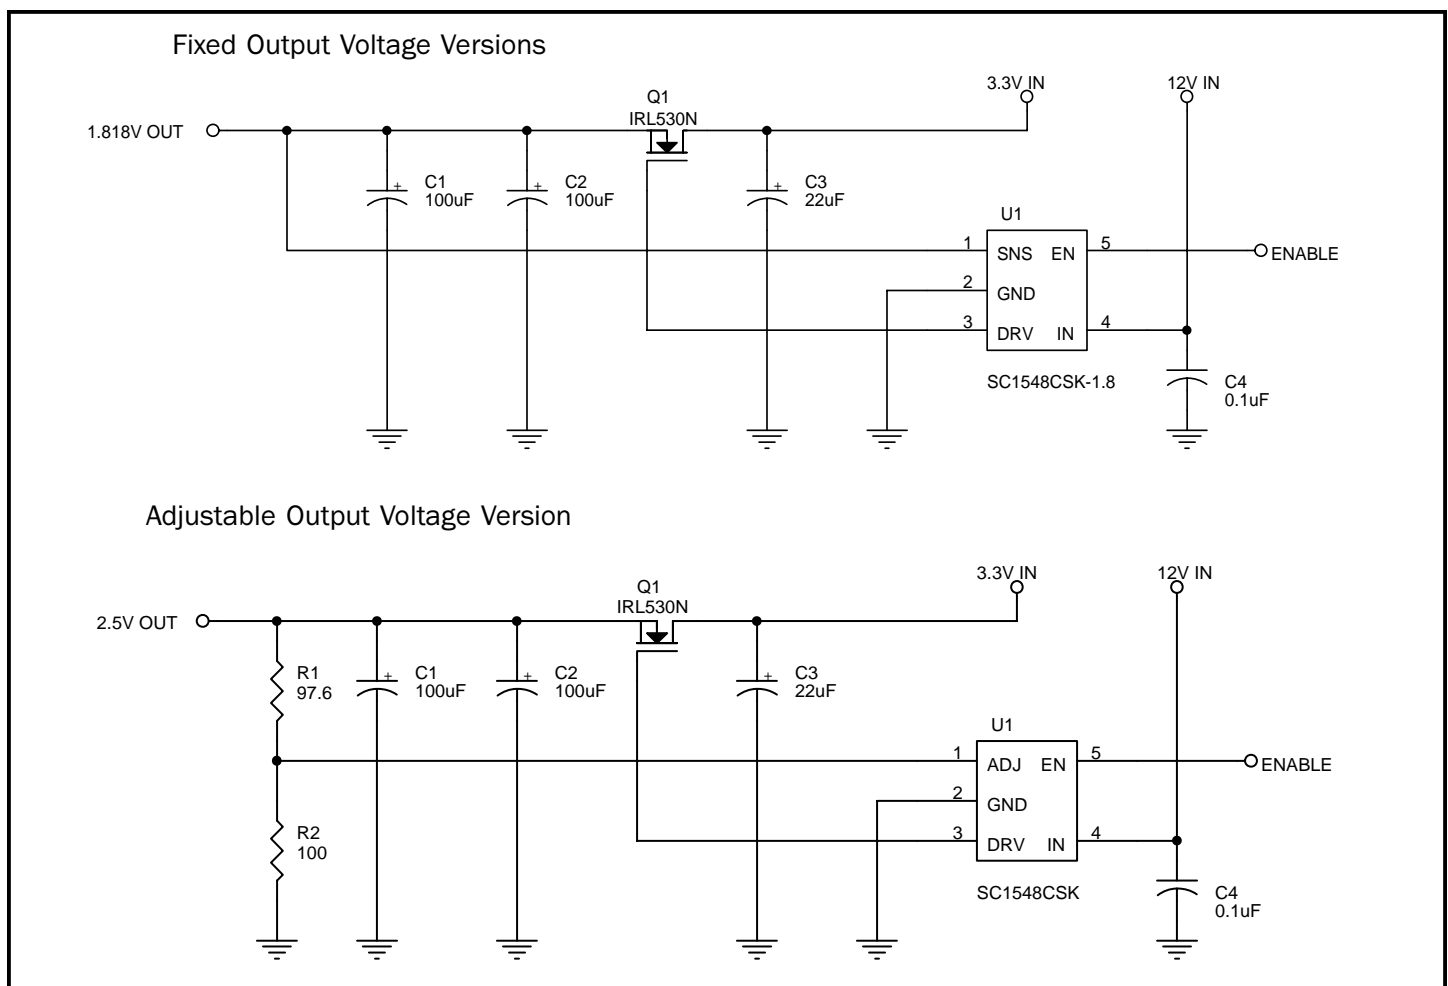 Fixed Output Voltage Versions
3.3V IN
12V IN
Q1
IRL530N
1.818V OUT
+
C1
100uF
+
C2
100uF
+
C3
22uF
U1
1
SNS
EN
5
ENABLE
2
GND
3
DRV
IN
4
SC1548CSK-1.8
C4
0.1uF
Adjustable Output Voltage Version
3.3V IN
12V IN
Q1
IRL530N
2.5V OUT
R1
97.6
+
C1
100uF
+
C2
100uF
+
C3
22uF
U1
1
ADJ
EN
5
ENABLE
2
GND
R2
100
3
DRV
IN
4
SC1548CSK
C4
0.1uF